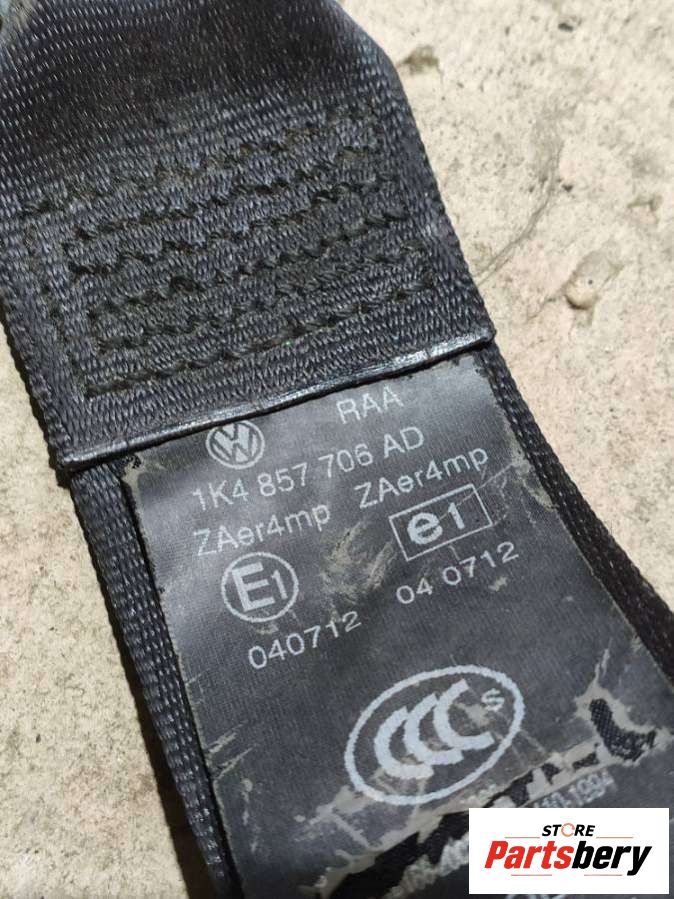 RAA
1K4 857 706 AD
ZAer4mp ZAer4mp
E1 e1
040712 04 0712
CCC S
STORE
Partsbery